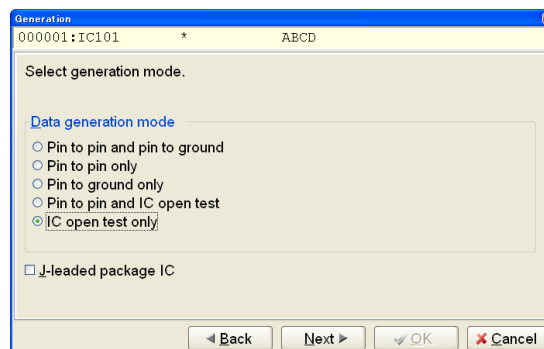 Generation
000001:IC101 * ABCD
Select generation mode.
Data generation mode
Pin to pin and pin to ground
Pin to pin only
Pin to ground only
Pin to pin and IC open test
IC open test only
J-leaded package IC
Back Next OK Cancel